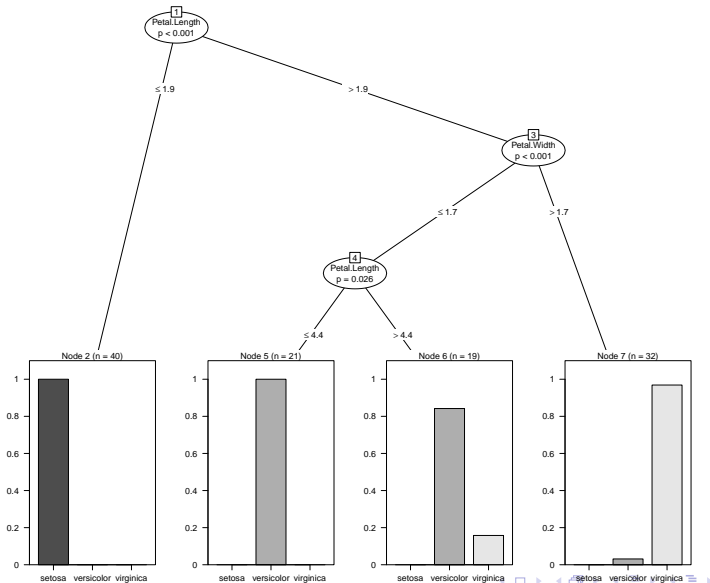 1
Petal.Length
p < 0.001
≤ 1.9
> 1.9
3
Petal.Width
p < 0.001
≤ 1.7
> 1.7
4
Petal.Length
p = 0.026
≤ 4.4
> 4.4
Node 2 (n = 40)
1
0.8
0.6
0.4
0.2
0
setosa versicolor virginica
Node 5 (n = 21)
1
0.8
0.6
0.4
0.2
0
setosa versicolor virginica
Node 6 (n = 19)
1
0.8
0.6
0.4
0.2
0
setosa versicolor virginica
Node 7 (n = 32)
1
0.8
0.6
0.4
0.2
0
setosa versicolor virginica